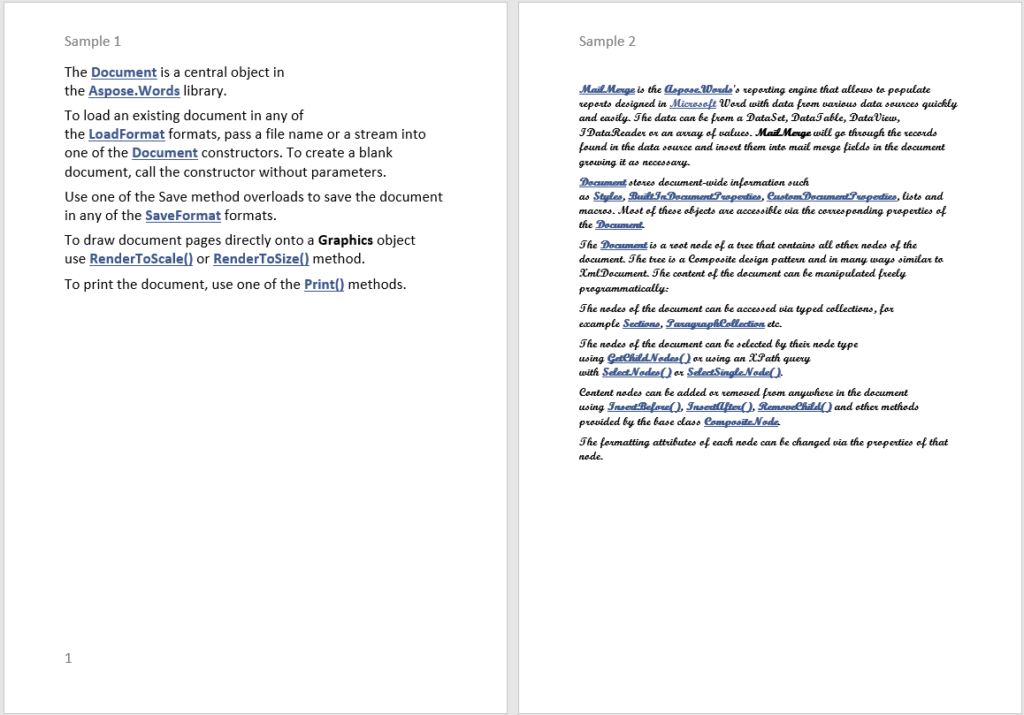 Sample 1
The Document is a central object in
the Aspose.Words library.
To load an existing document in any of
the LoadFormat formats, pass a file name or a stream into
one of the Document constructors. To create a blank
document, call the constructor without parameters.
Use one of the Save method overloads to save the document
in any of the SaveFormat formats.
To draw document pages directly onto a Graphics object
use RenderToScale() or RenderToSize() method.
To print the document, use one of the Print() methods.
1
Sample 2
MailMerge is the Aspose.Words's reporting engine that allows to populate
reports designed in Microsoft Word with data from various data sources quickly
and easily. The data can be from a DataSet, DataTable, DataView,
IDataReader or an array of values. MailMerge will go through the records
found in the data source and insert them into mail merge fields in the document
growing it as necessary.
Document stores document-wide information such
as Styles, BuiltInDocumentProperties, CustomDocumentProperties, lists and
macros. Most of these objects are accessible via the corresponding properties of
the Document.
The Document is a root node of a tree that contains all other nodes of the
document. The tree is a Composite design pattern and in many ways similar to
XmlDocument. The content of the document can be manipulated freely
programmatically:
The nodes of the document can be accessed via typed collections, for
example Sections, ParagraphCollection etc.
The nodes of the document can be selected by their node type
using GetChildNodes() or using an XPath query
with SelectNodes() or SelectSingleNode().
Content nodes can be added or removed from anywhere in the document
using InsertBefore(), InsertAfter(), RemoveChild() and other methods
provided by the base class CompositeNode.
The formatting attributes of each node can be changed via the properties of that
node.